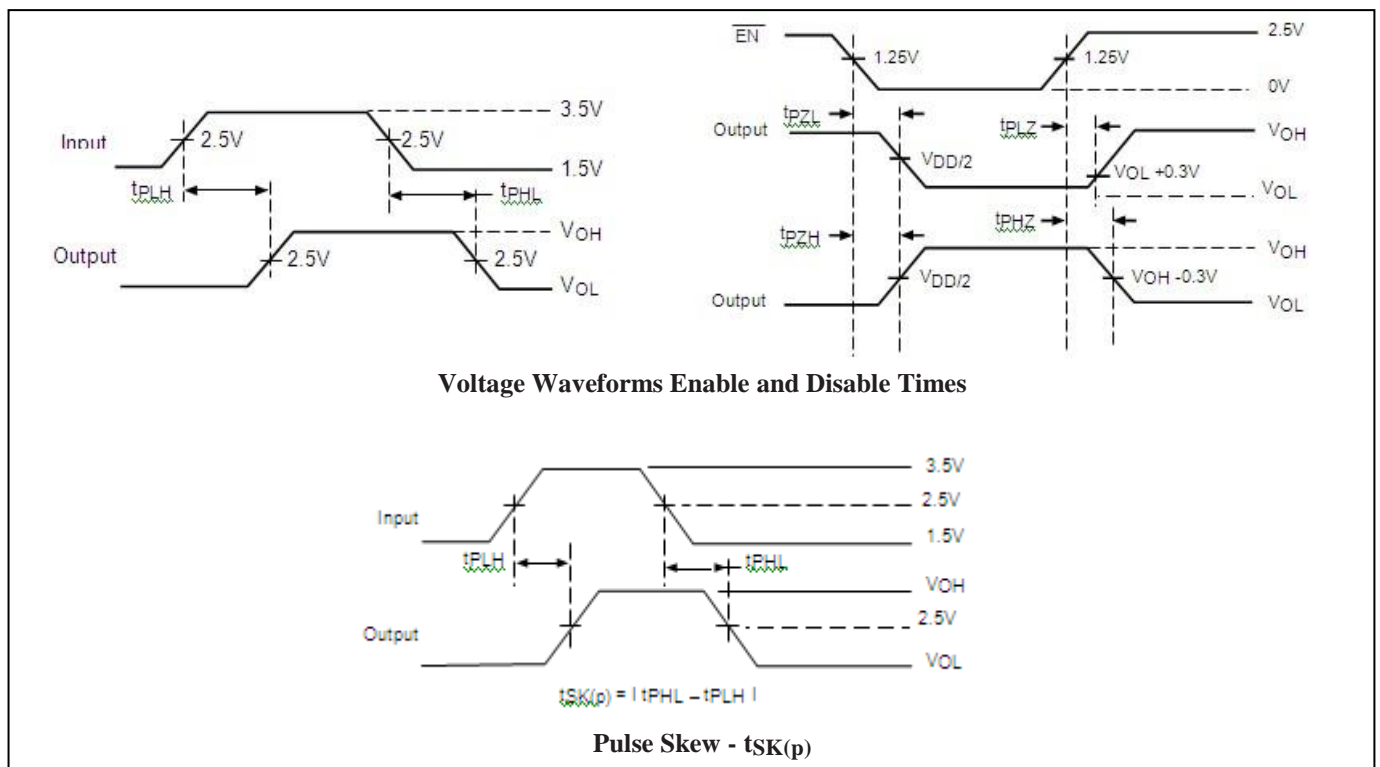 EN
1.25V
1.25V
2.5V
0V
Input
2.5V
2.5V
3.5V
1.5V
tPLH
tPHL
Output
2.5V
2.5V
VOH
VOL
tPZL
tPLZ
Output
VDD/2
VOL +0.3V
VOH
VOL
tPZH
tPHZ
Output
VDD/2
VOH -0.3V
VOH
VOL
Voltage Waveforms Enable and Disable Times
3.5V
Input
2.5V
1.5V
tPLH
tPHL
VOH
Output
2.5V
VOL
tSK(p) = | tPHL – tPLH |
Pulse Skew - tSK(p)